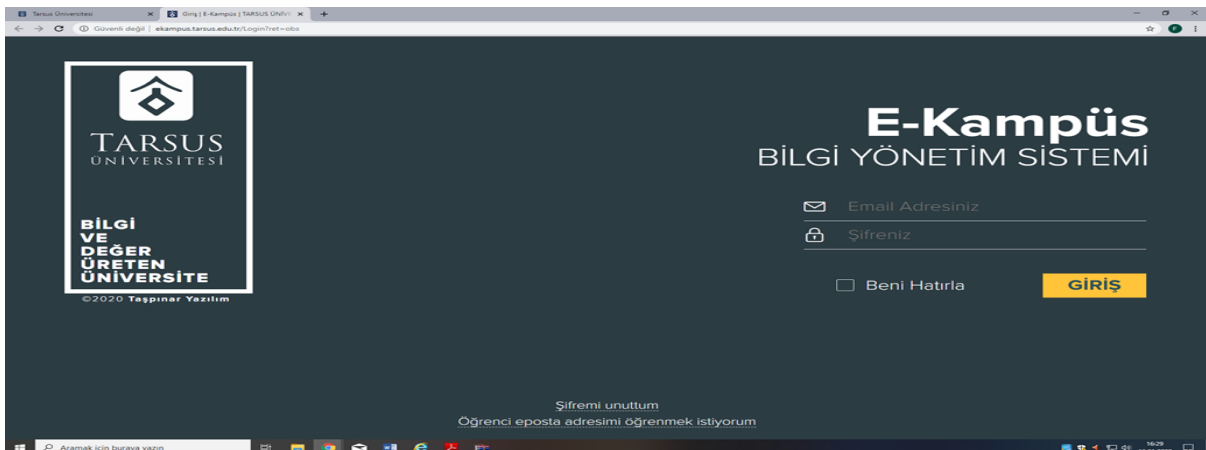 Tarsus Üniversitesi
Giriş | E-Kampüs | TARSUS ÜNİV
Güvenli değil | ekampus.tarsus.edu.tr/Login?ret=obs
TARSUS
ÜNİVERSİTESİ
BİLGİ
VE
DEĞER
ÜRETEN
ÜNİVERSİTE
©2020 Taşpınar Yazılım
E-Kampüs
BİLGİ YÖNETİM SİSTEMİ
Email Adresiniz
Şifreniz
Beni Hatırla
GİRİŞ
Şifremi unuttum
Öğrenci eposta adresimi öğrenmek istiyorum
Aramak için buraya yazın
16:29